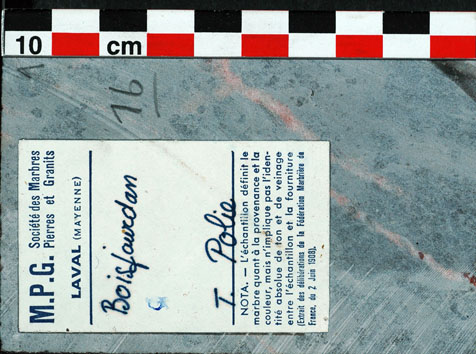 10 cm
16
M.P.G. Société des Marbres
Pierres et Granits
LAVAL (MAYENNE)
Boisjourdan
T. Polie
NOTA. — L'échantillon définit le
marbre quant à la provenance et la
couleur, mais n'implique pas l'iden-
tité absolue de ton et de veinage
entre l'échantillon et la fourniture
(Extrait des délibérations de la Fédération Marbrière de
France, du 2 Juin 1908).